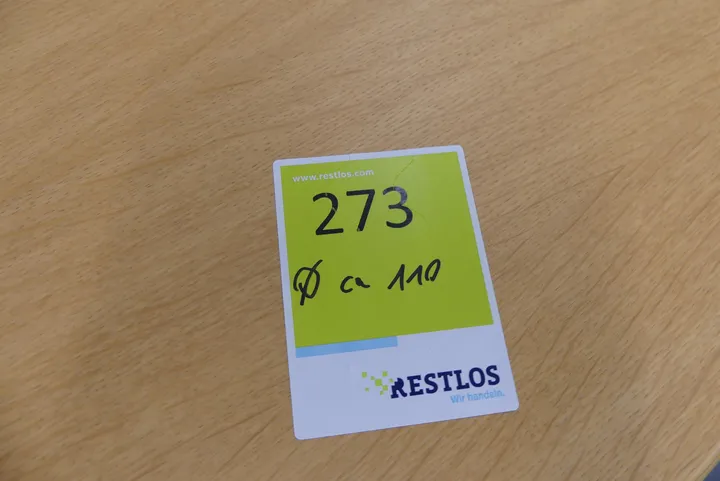 www.restlos.com
273
Ø ca 110
RESTLOS
Wir handeln.